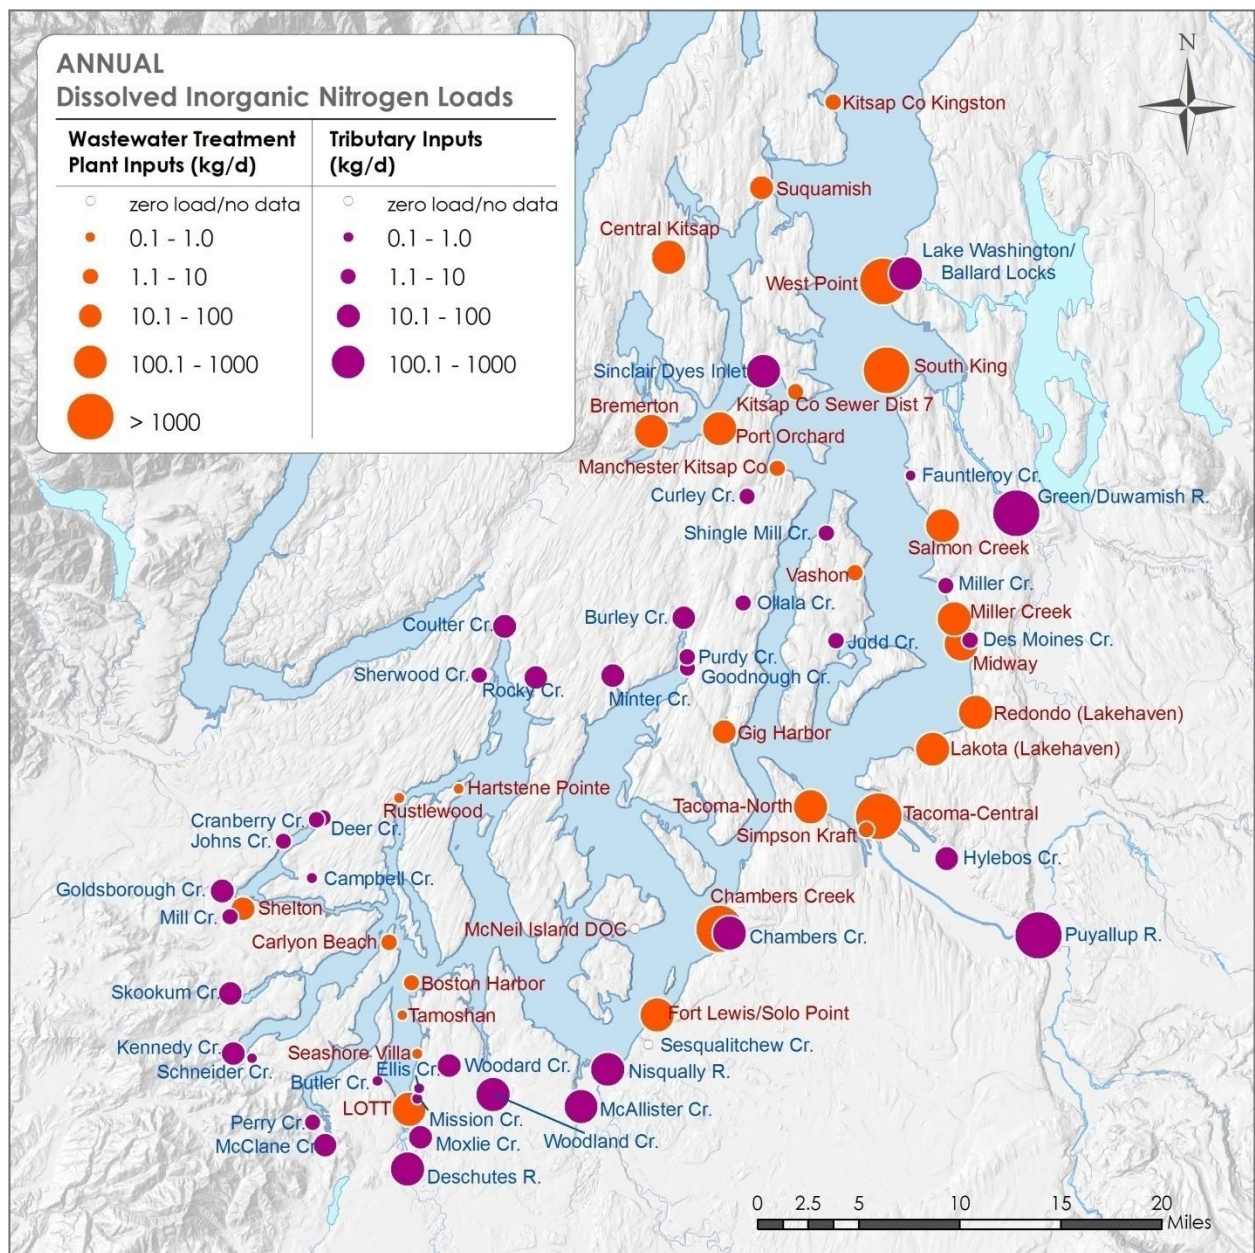 ANNUAL
Dissolved Inorganic Nitrogen Loads
Wastewater Treatment
Plant Inputs (kg/d)
Tributary Inputs
(kg/d)
zero load/no data
zero load/no data
0.1 - 1.0
0.1 - 1.0
1.1 - 10
1.1 - 10
10.1 - 100
10.1 - 100
100.1 - 1000
100.1 - 1000
> 1000
N
Kitsap Co Kingston
Suquamish
Central Kitsap
Lake Washington/
Ballard Locks
West Point
Sinclair Dyes Inlet
South King
Kitsap Co Sewer Dist 7
Bremerton
Port Orchard
Manchester Kitsap Co
Fauntleroy Cr.
Curley Cr.
Green/Duwamish R.
Shingle Mill Cr.
Salmon Creek
Vashon
Miller Cr.
Ollala Cr.
Miller Creek
Burley Cr.
Coulter Cr.
Judd Cr.
Des Moines Cr.
Purdy Cr.
Midway
Sherwood Cr.
Goodnough Cr.
Rocky Cr.
Minter Cr.
Redondo (Lakehaven)
Gig Harbor
Lakota (Lakehaven)
Hartstene Pointe
Rustlewood
Tacoma-North
Tacoma-Central
Cranberry Cr.
Deer Cr.
Simpson Kraft
Johns Cr.
Hylebos Cr.
Campbell Cr.
Goldsborough Cr.
Chambers Creek
Shelton
Mill Cr.
McNeil Island DOC
Chambers Cr.
Puyallup R.
Carlyon Beach
Boston Harbor
Skookum Cr.
Tamoshan
Fort Lewis/Solo Point
Sesqualitchew Cr.
Kennedy Cr.
Seashore Villa
Schneider Cr.
Ellis Cr.
Woodard Cr.
Nisqually R.
Butler Cr.
LOTT
McAllister Cr.
Perry Cr.
Mission Cr.
Woodland Cr.
McClane Cr
Moxlie Cr.
Deschutes R.
0 2.5 5 10 15 20
Miles